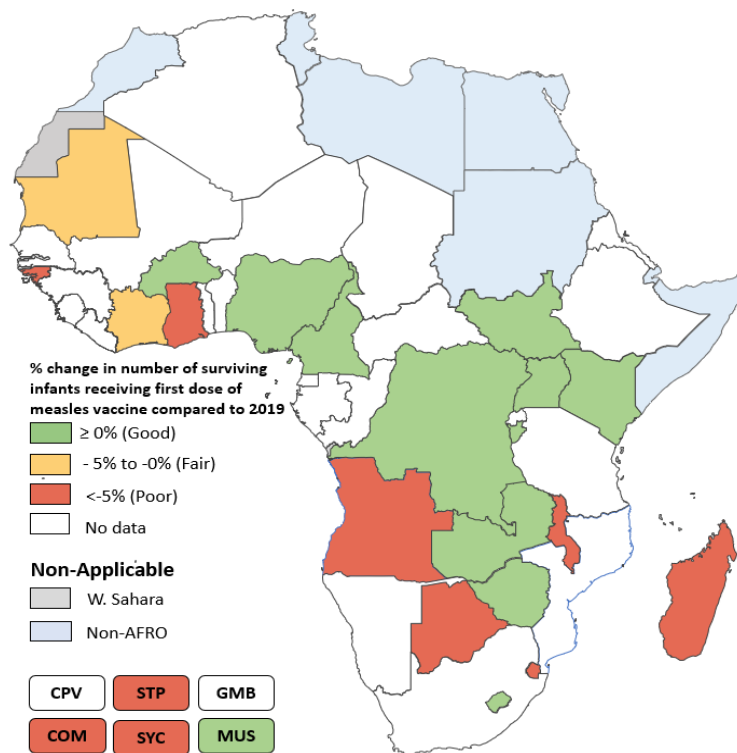 % change in number of surviving
infants receiving first dose of
measles vaccine compared to 2019
≥ 0% (Good)
- 5% to -0% (Fair)
<-5% (Poor)
No data
Non-Applicable
W. Sahara
Non-AFRO
CPV STP GMB
COM SYC MUS